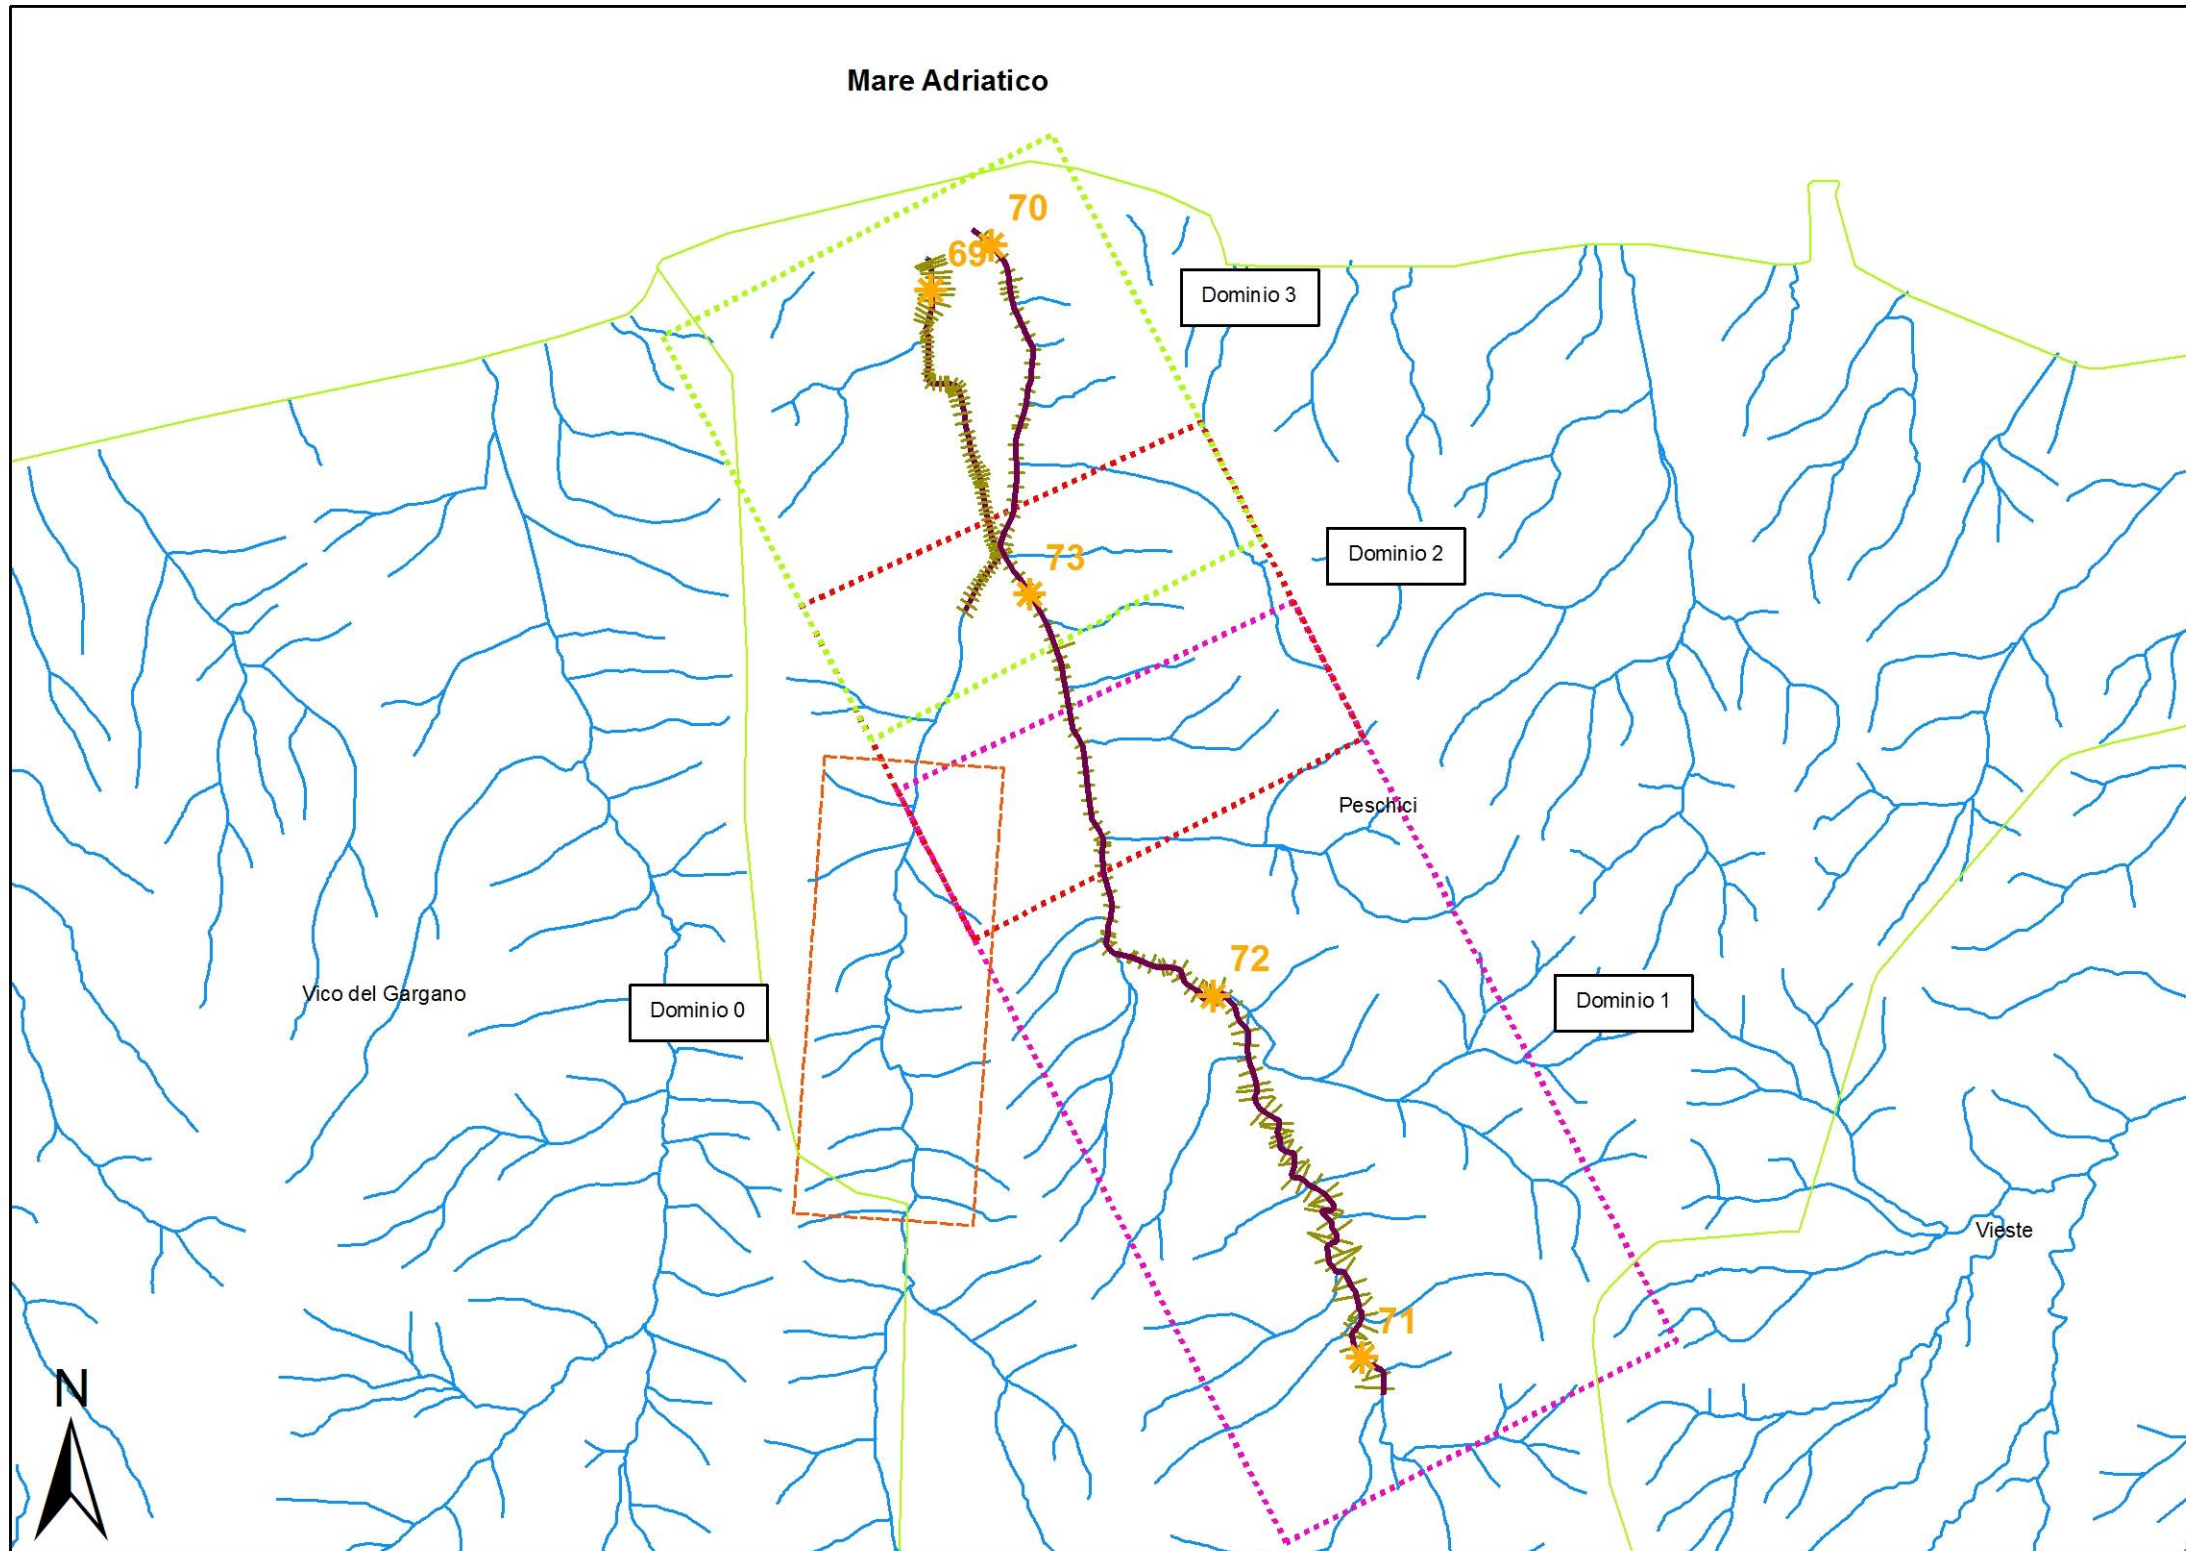 Mare Adriatico
70
69
Dominio 3
73
Dominio 2
Peschici
72
Vico del Gargano
Dominio 0
Dominio 1
Vieste
71
N